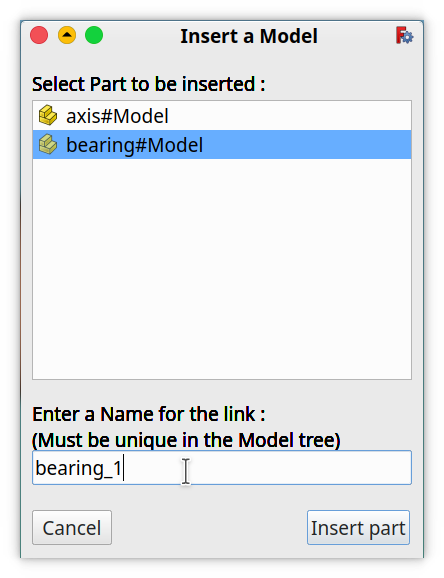 Insert a Model
Select Part to be inserted :
axis#Model
bearing#Model
Enter a Name for the link :
(Must be unique in the Model tree)
bearing_1
Cancel
Insert part